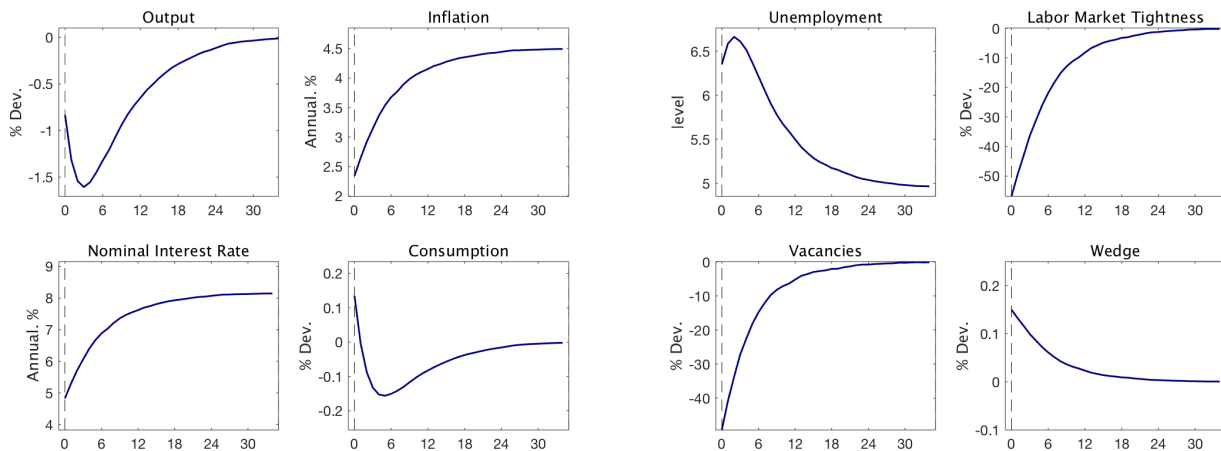 Output
% Dev.
0
-0.5
-1
-1.5
0 6 12 18 24 30
Inflation
Annual. %
4.5
4
3.5
3
2.5
2
0 6 12 18 24 30
Unemployment
level
6.5
6
5.5
5
0 6 12 18 24 30
Labor Market Tightness
% Dev.
0
-10
-20
-30
-40
-50
0 6 12 18 24 30
Nominal Interest Rate
Annual. %
9
8
7
6
5
4
0 6 12 18 24 30
Consumption
% Dev.
0.2
0.1
0
-0.1
-0.2
0 6 12 18 24 30
Vacancies
% Dev.
0
-10
-20
-30
-40
0 6 12 18 24 30
Wedge
% Dev.
0.2
0.1
0
-0.1
0 6 12 18 24 30